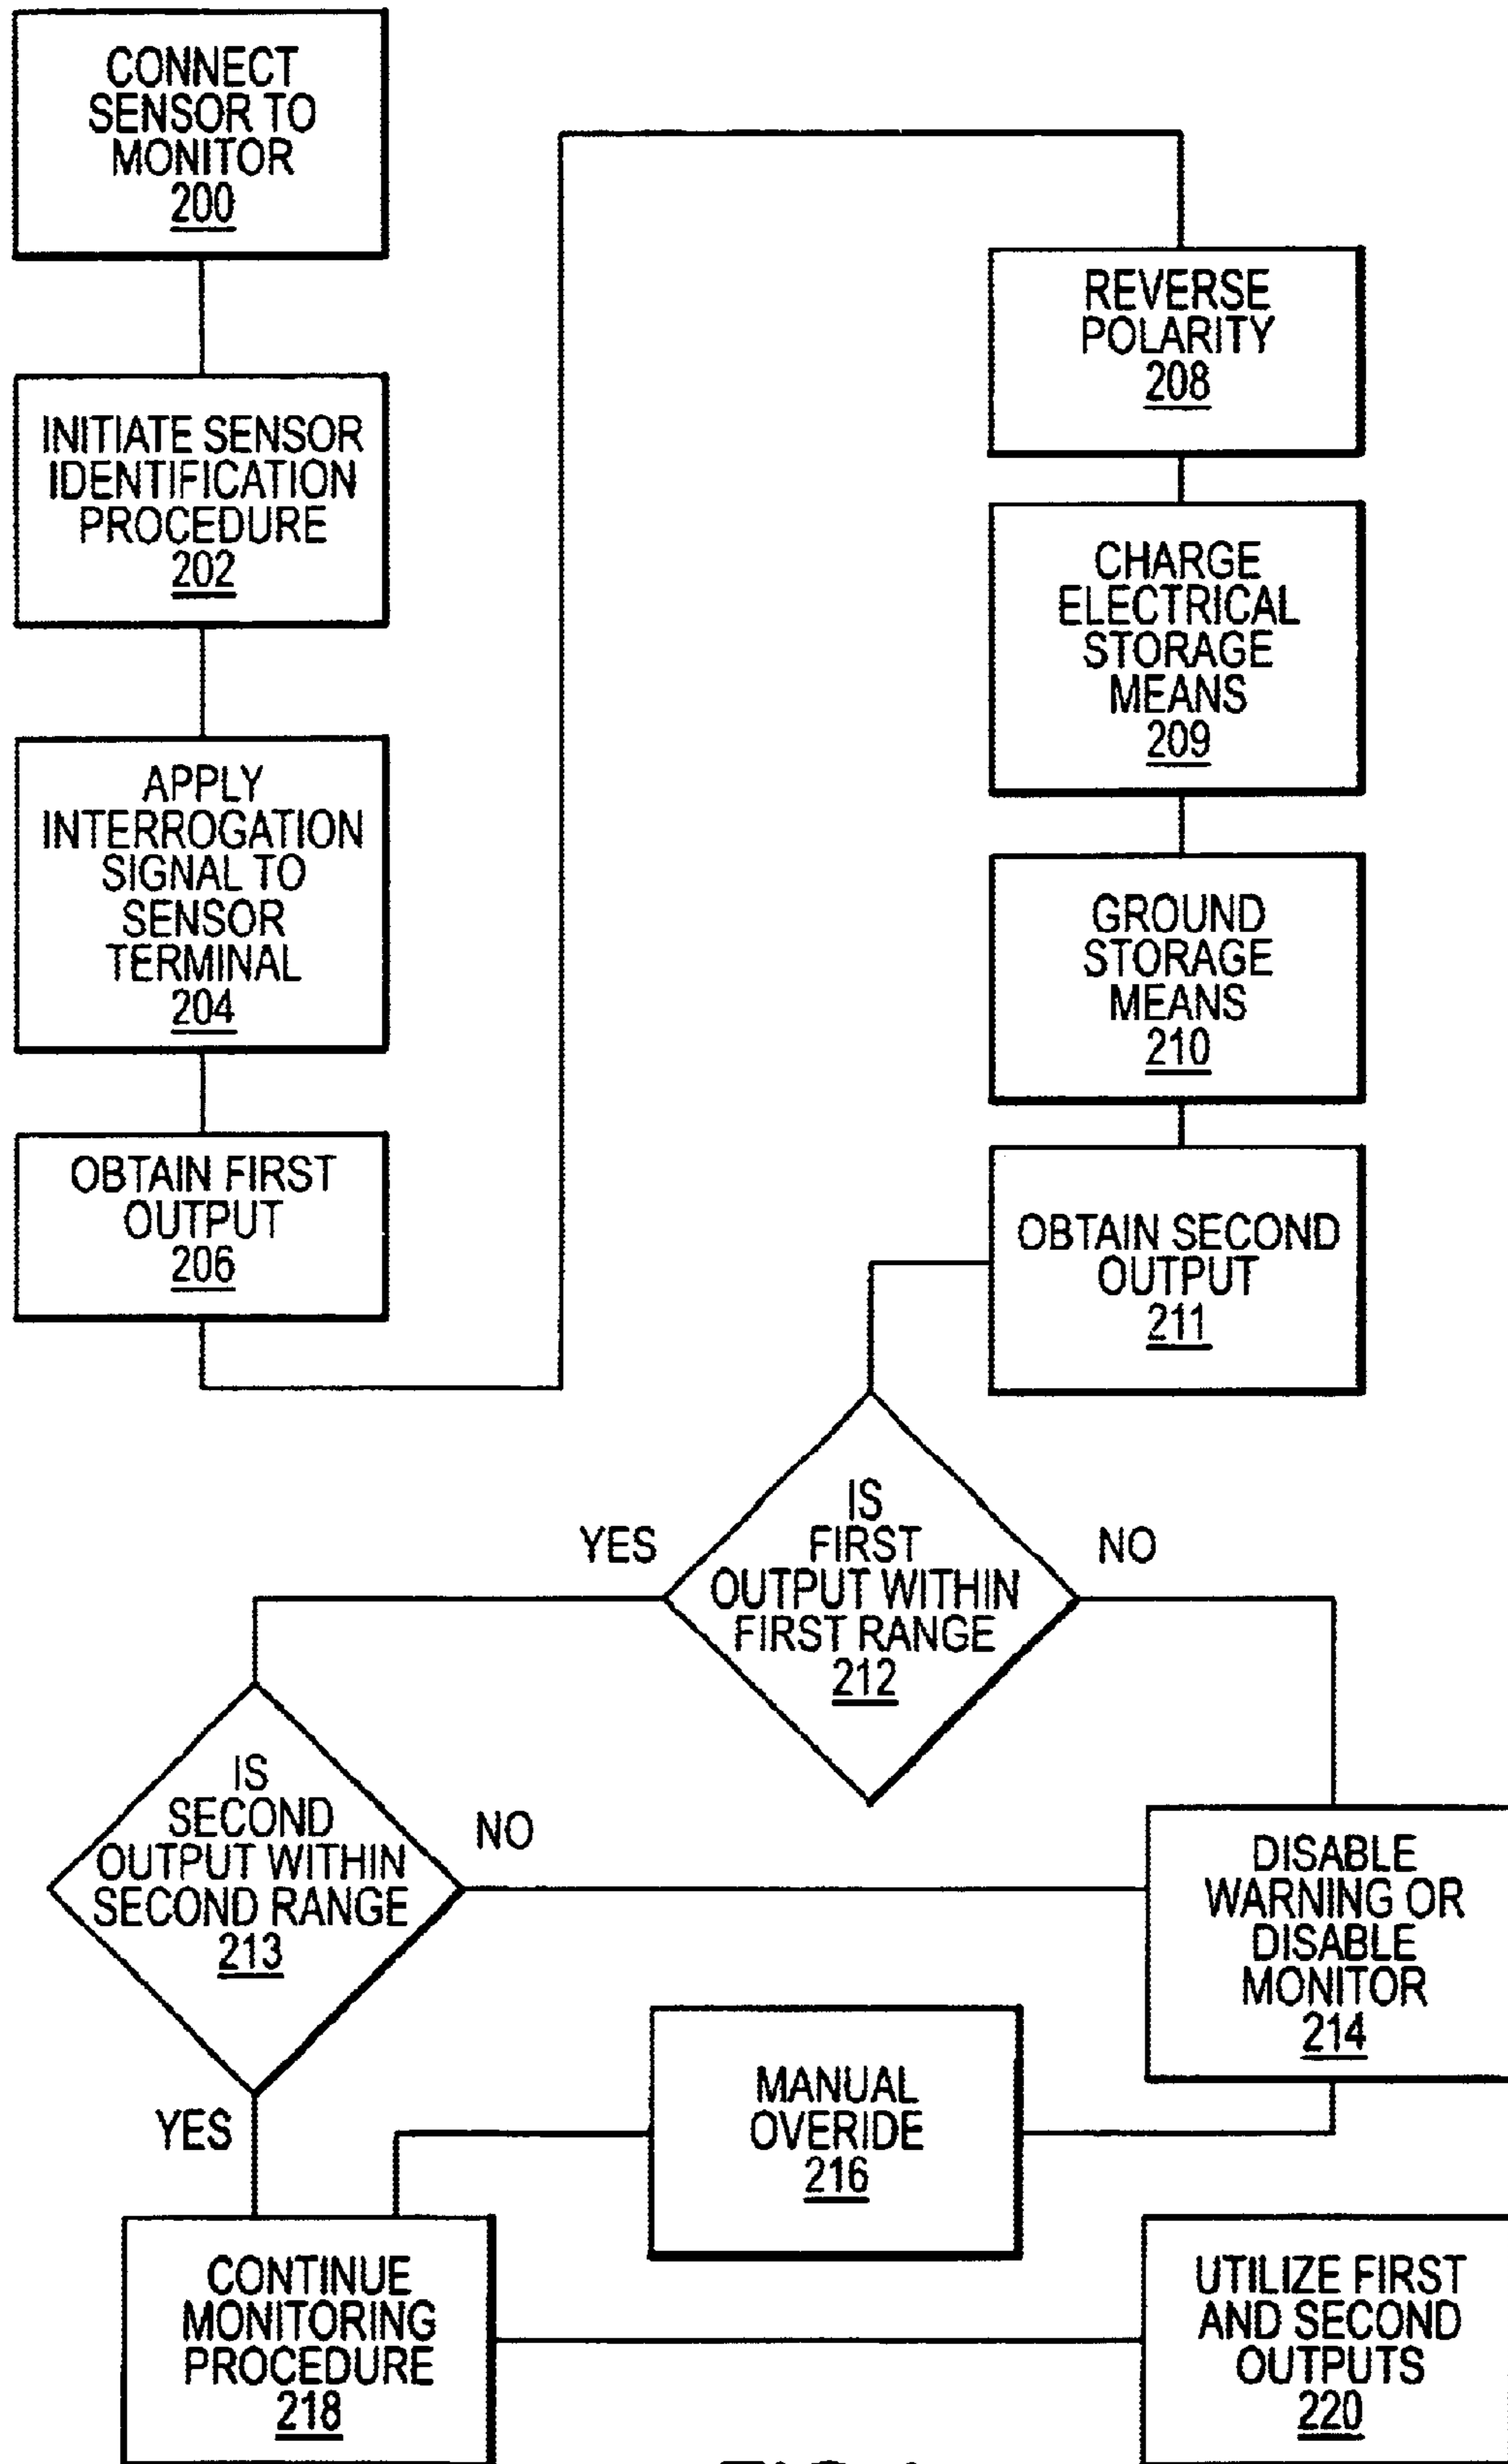 CONNECT
SENSOR TO
MONITOR
200
INITIATE SENSOR
IDENTIFICATION
PROCEDURE
202
APPLY
INTERROGATION
SIGNAL TO
SENSOR
TERMINAL
204
OBTAIN FIRST
OUTPUT
206
REVERSE
POLARITY
208
CHARGE
ELECTRICAL
STORAGE
MEANS
209
GROUND
STORAGE
MEANS
210
OBTAIN SECOND
OUTPUT
211
IS
FIRST
OUTPUT WITHIN
FIRST RANGE
212
YES
NO
IS
SECOND
OUTPUT WITHIN
SECOND RANGE
213
NO
YES
DISABLE
WARNING OR
DISABLE
MONITOR
214
MANUAL
OVERIDE
216
CONTINUE
MONITORING
PROCEDURE
218
UTILIZE FIRST
AND SECOND
OUTPUTS
220